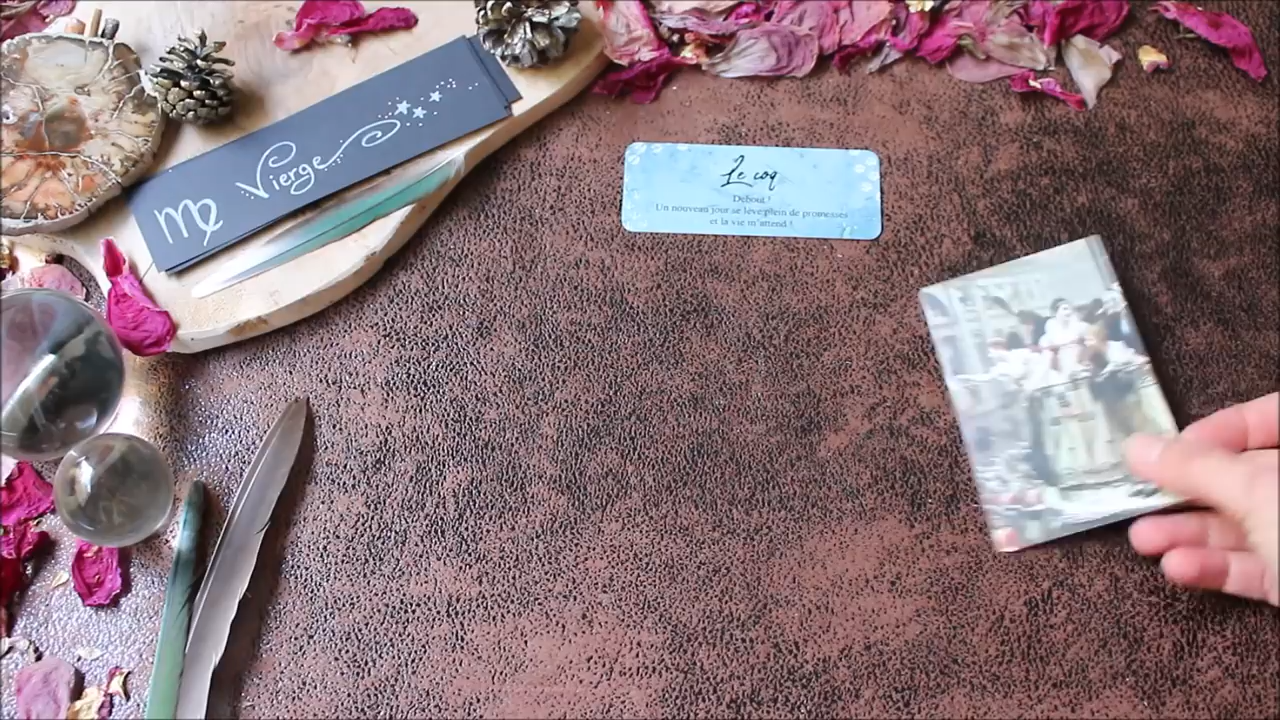 ♍ Vierge
Le coq
Debout !
Un nouveau jour se lève plein de promesses
et la vie m'attend !